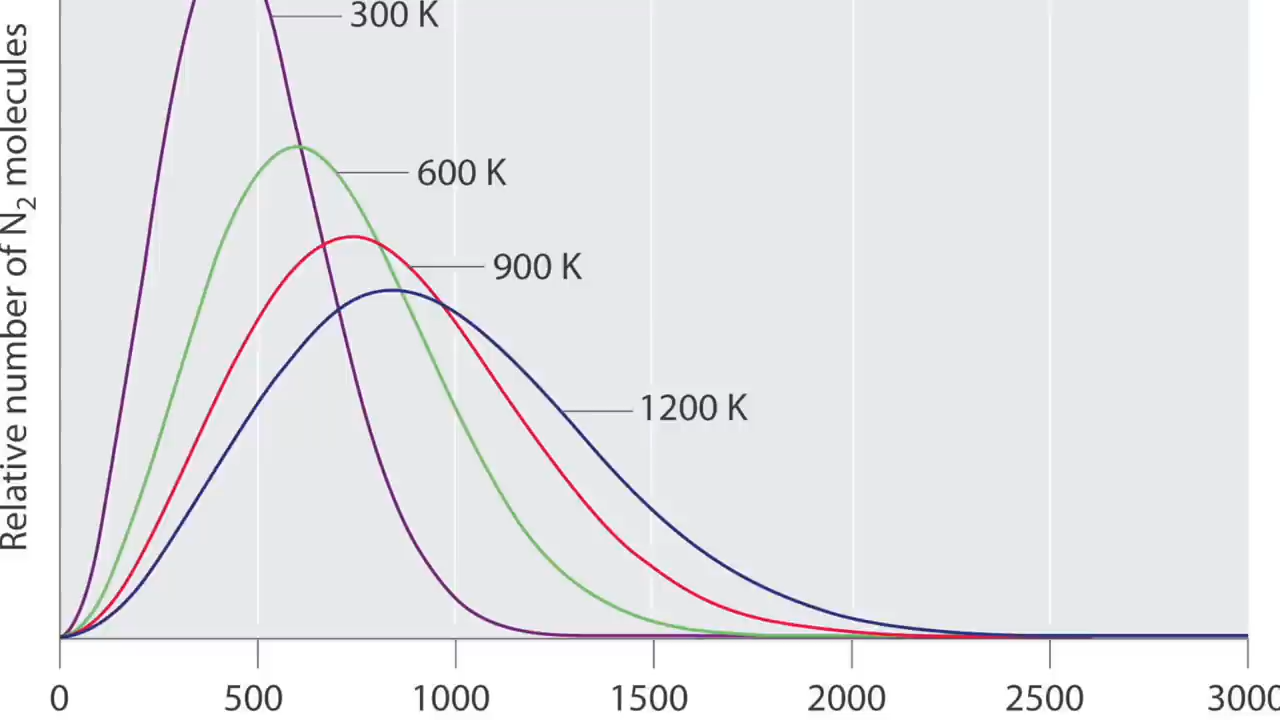 300 K
600 K
900 K
1200 K
Relative number of N₂ molecules
0 500 1000 1500 2000 2500 3000